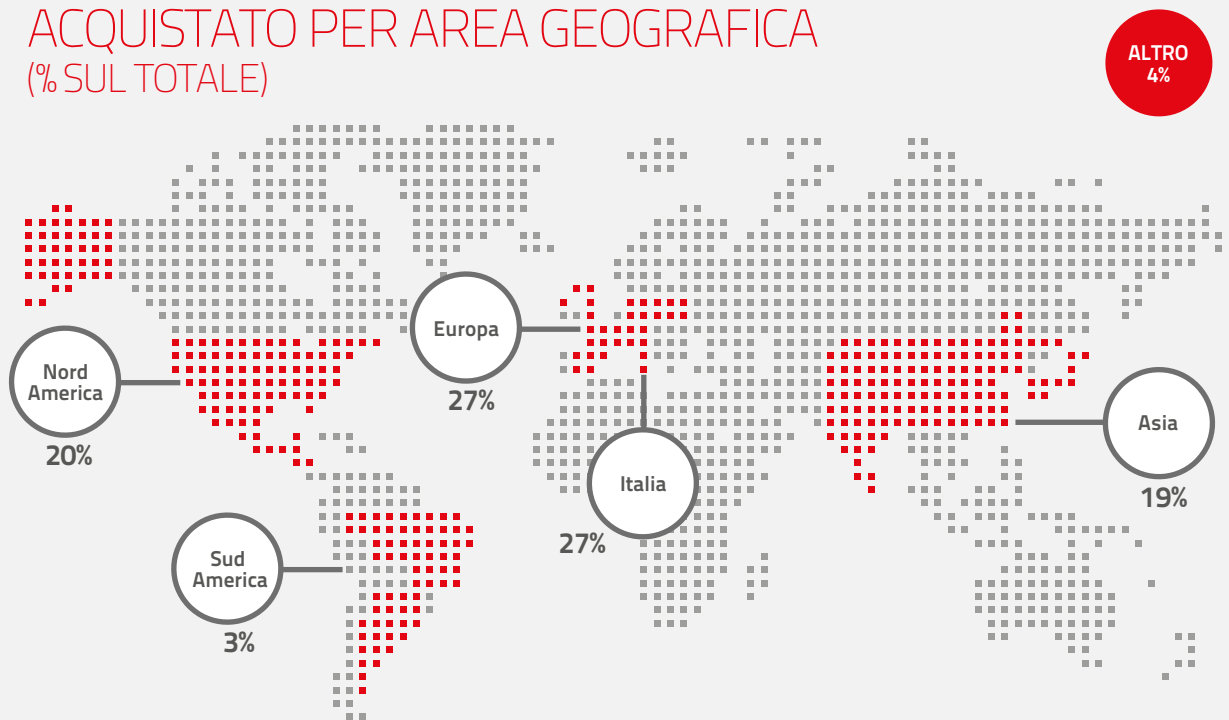 ACQUISTATO PER AREA GEOGRAFICA
(% SUL TOTALE)
ALTRO
4%
Europa
27%
Nord
America
20%
Asia
19%
Italia
27%
Sud
America
3%